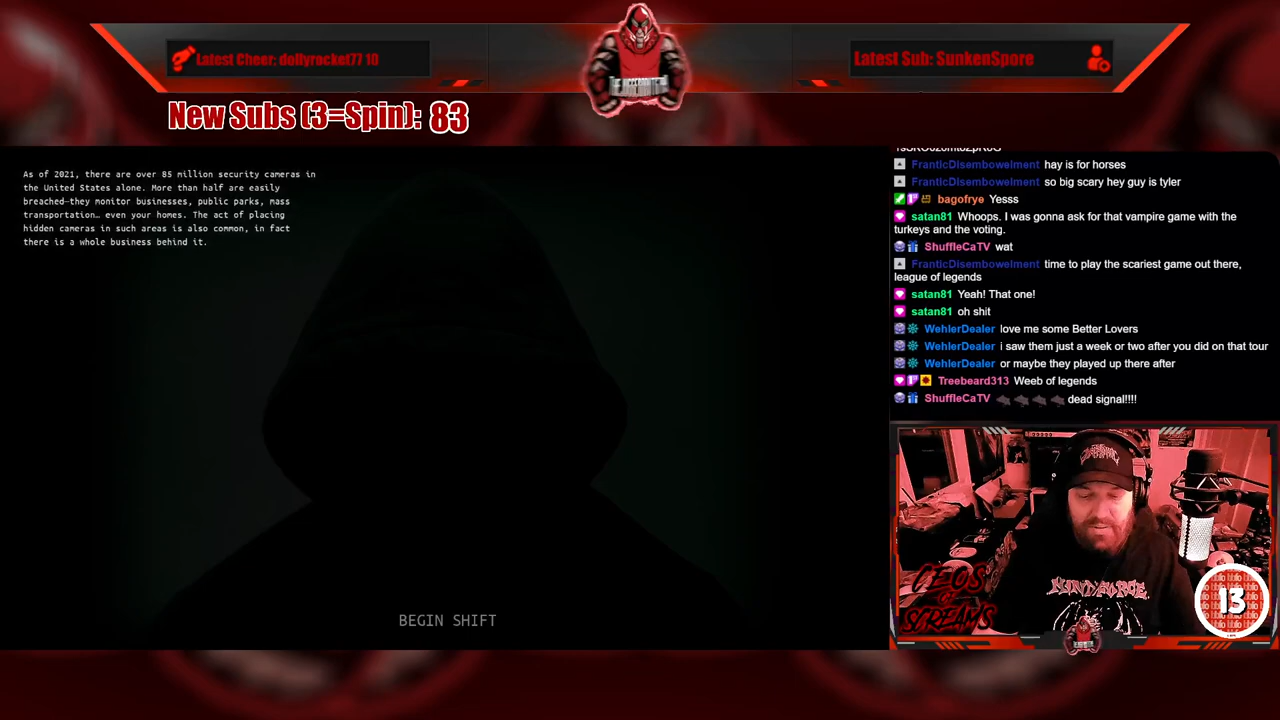 Latest Cheer: dollyrocket77 10
Latest Sub: SunkenSpore
New Subs (3=Spin): 83
As of 2021, there are over 85 million security cameras in
the United States alone. More than half are easily
breached—they monitor businesses, public parks, mass
transportation… even your homes. The act of placing
hidden cameras in such areas is also common, in fact
there is a whole business behind it.
BEGIN SHIFT
FranticDisembowelment hay is for horses
FranticDisembowelment so big scary hey guy is tyler
bagofrye Yesss
satan81 Whoops. I was gonna ask for that vampire game with the
turkeys and the voting.
ShuffleCaTV wat
FranticDisembowelment time to play the scariest game out there,
league of legends
satan81 Yeah! That one!
satan81 oh shit
WehlerDealer love me some Better Lovers
WehlerDealer i saw them just a week or two after you did on that tour
WehlerDealer or maybe they played up there after
Treebeard313 Weeb of legends
ShuffleCaTV dead signal!!!!
CEOS
OF
SCREAMS
13